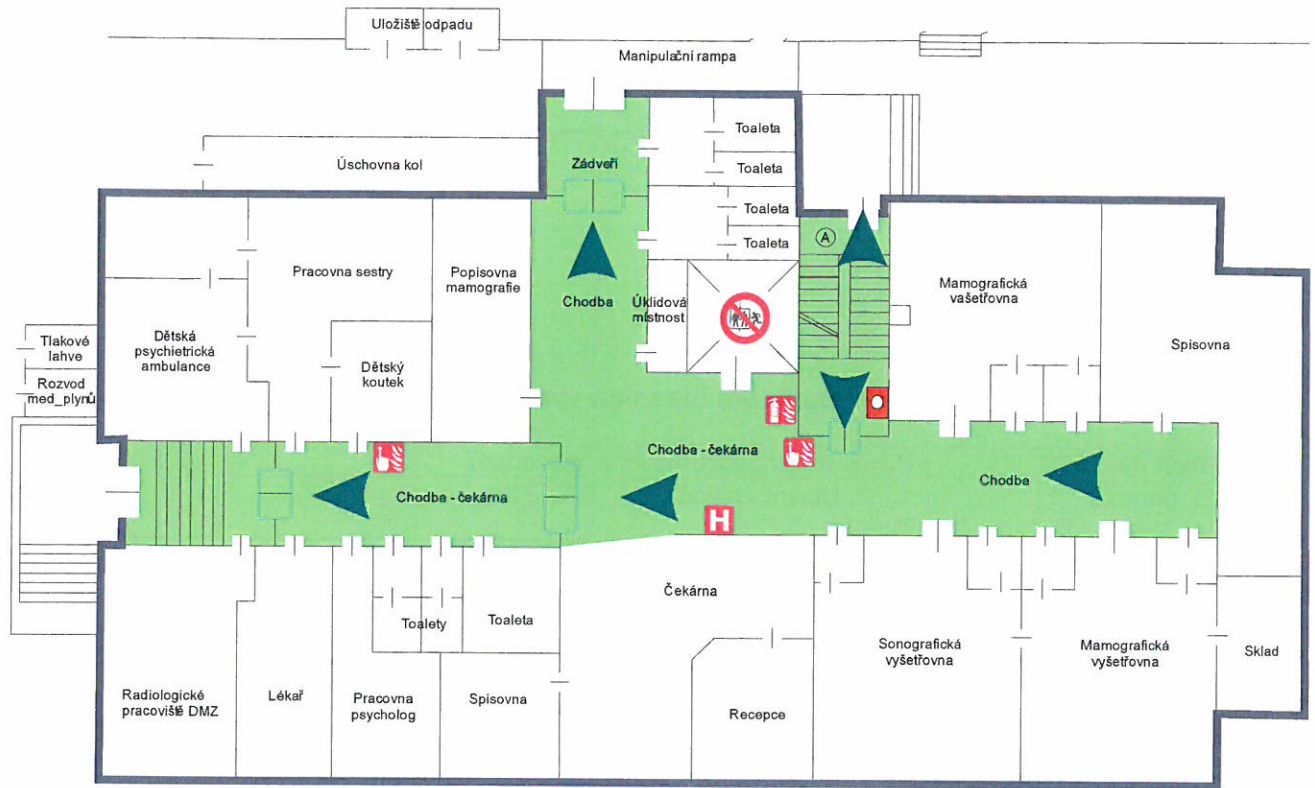 Uložiště odpadu
Manipulační rampa
Toaleta
Úschovna kol
Zádveří
Toaleta
Toaleta
A
Toaleta
Pracovna sestry
Popisovna
mamografie
Chodba
Úklidová
místnost
Mamografická
vašetřovna
Spisovna
Tlakové
lahve
Rozvod
med_plynů
Dětská
psychietrická
ambulance
Dětský
koutek
Chodba - čekárna
Chodba - čekárna
Chodba
H
Čekárna
Toalety
Toaleta
Sonografická
vyšetřovna
Mamografická
vyšetřovna
Sklad
Radiologické
pracoviště DMZ
Lékař
Pracovna
psycholog
Spisovna
Recepce